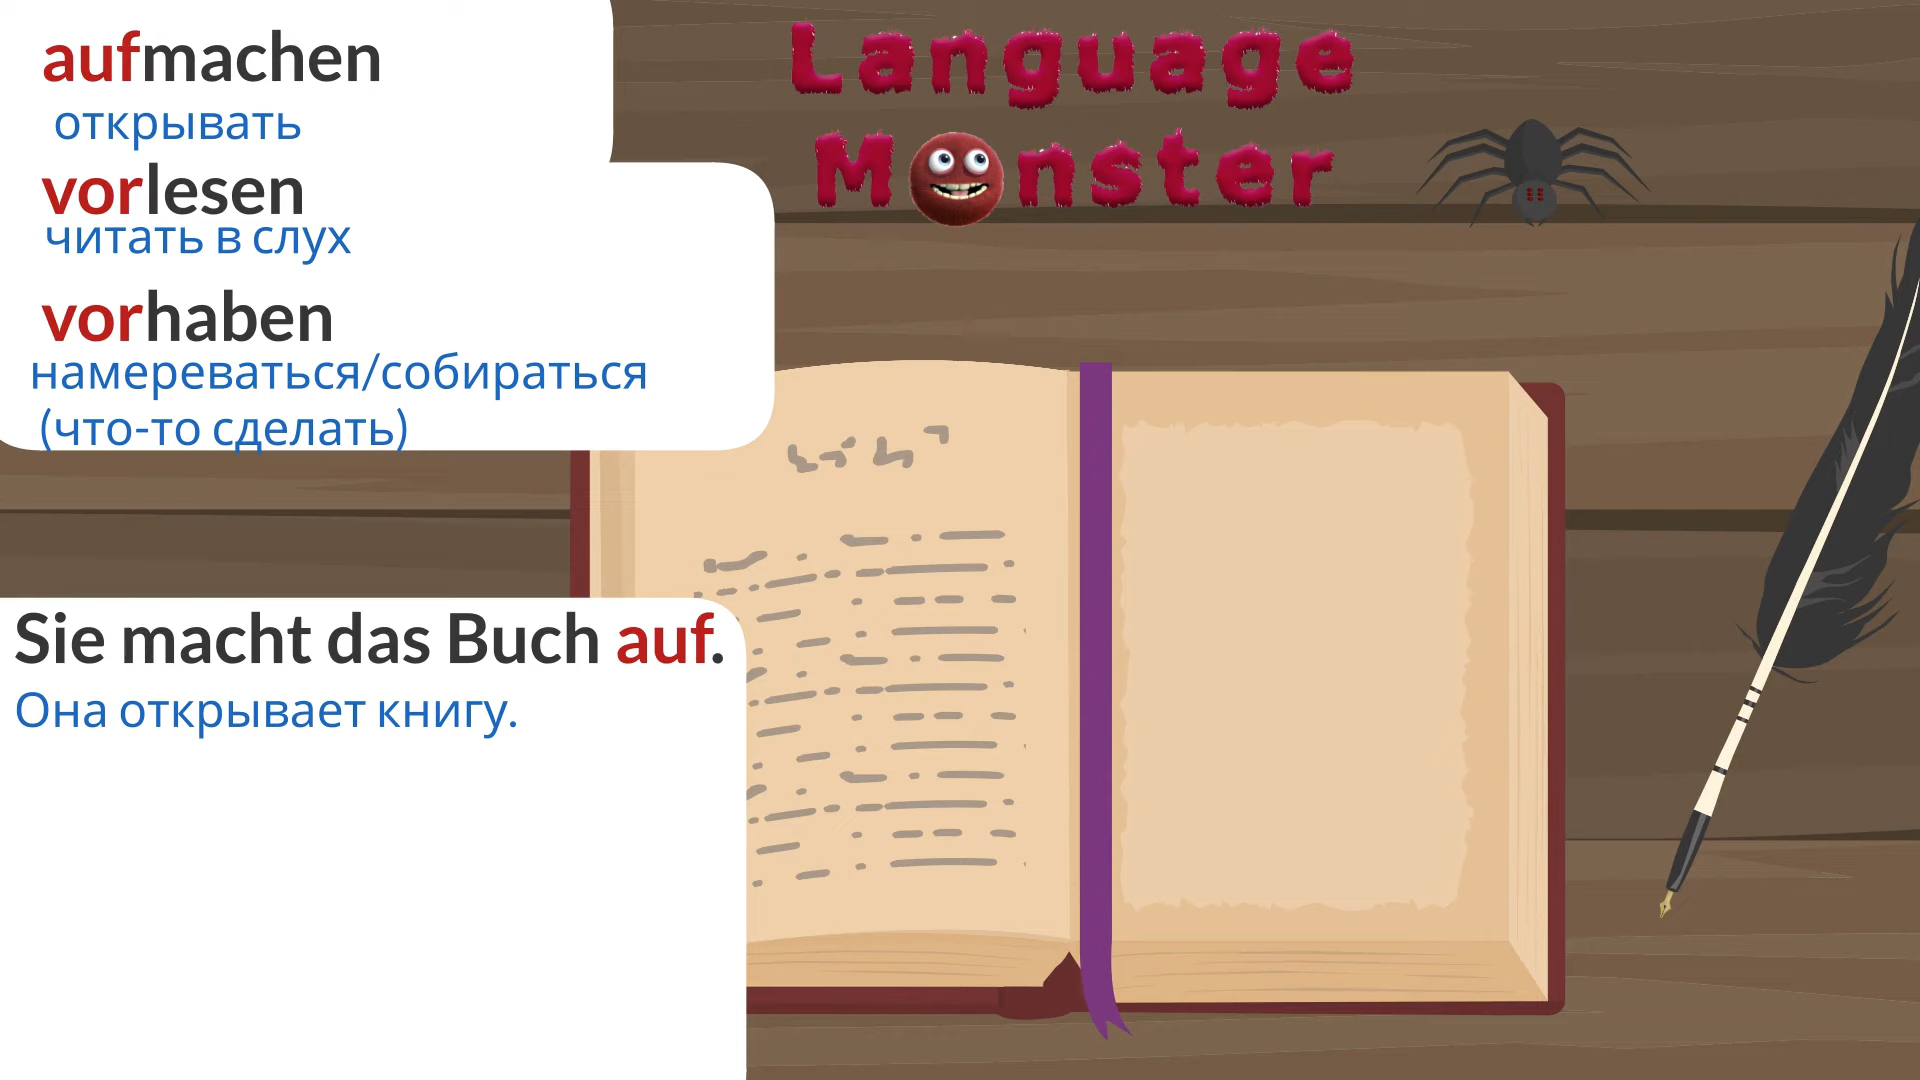 aufmachen
открывать
vorlesen
читать в слух
vorhaben
намереваться/собираться
(что-то сделать)
Language
Monster
Sie macht das Buch auf.
Она открывает книгу.